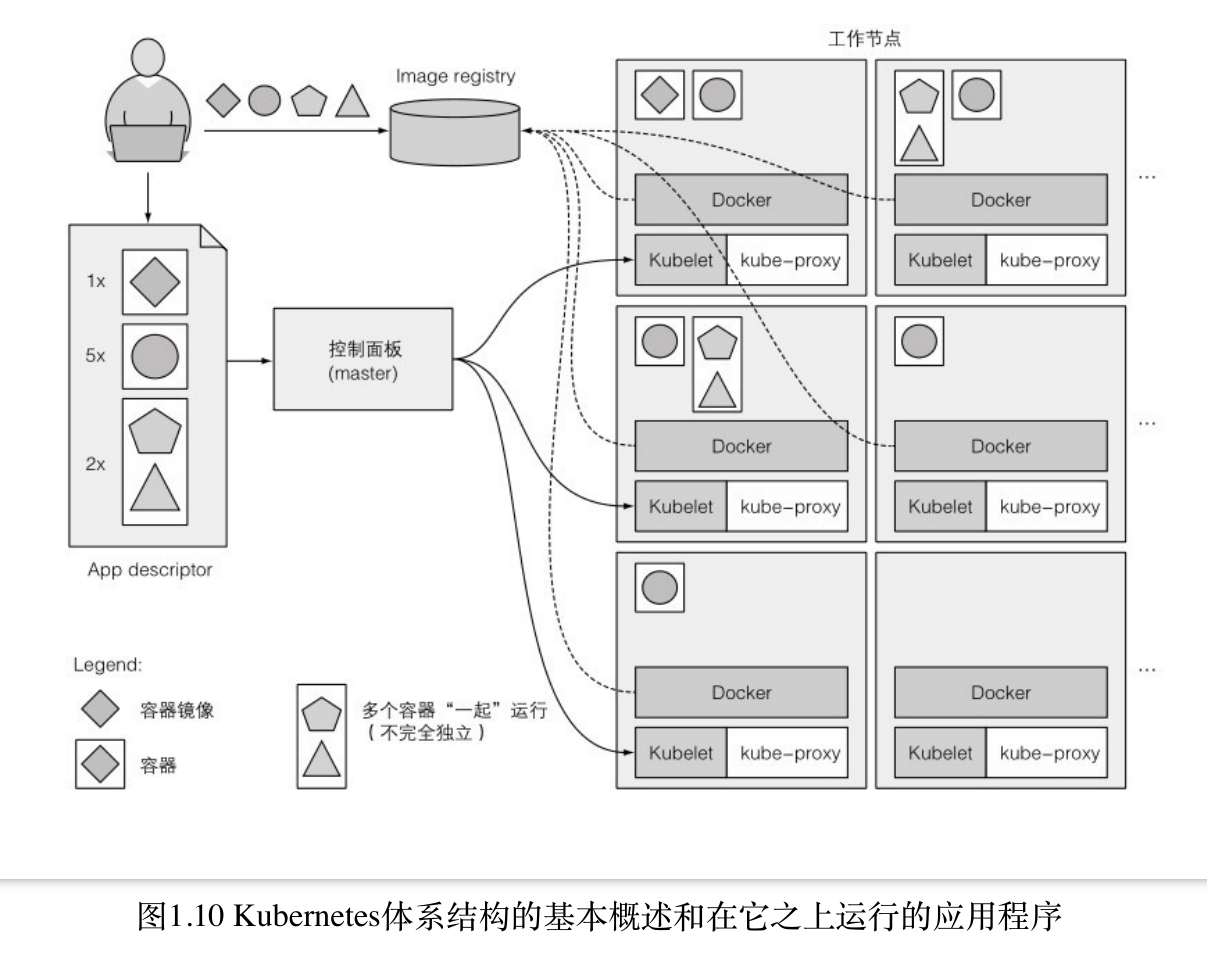 工作节点
Image registry
Docker
Kubelet
kube-proxy
Docker
Kubelet
kube-proxy
...
1x
5x
2x
App descriptor
控制面板
(master)
Docker
Kubelet
kube-proxy
Docker
Kubelet
kube-proxy
...
Docker
Kubelet
kube-proxy
Docker
Kubelet
kube-proxy
...
Legend:
容器镜像
容器
多个容器“一起”运行
(不完全独立)
图1.10 Kubernetes体系结构的基本概述和在它之上运行的应用程序